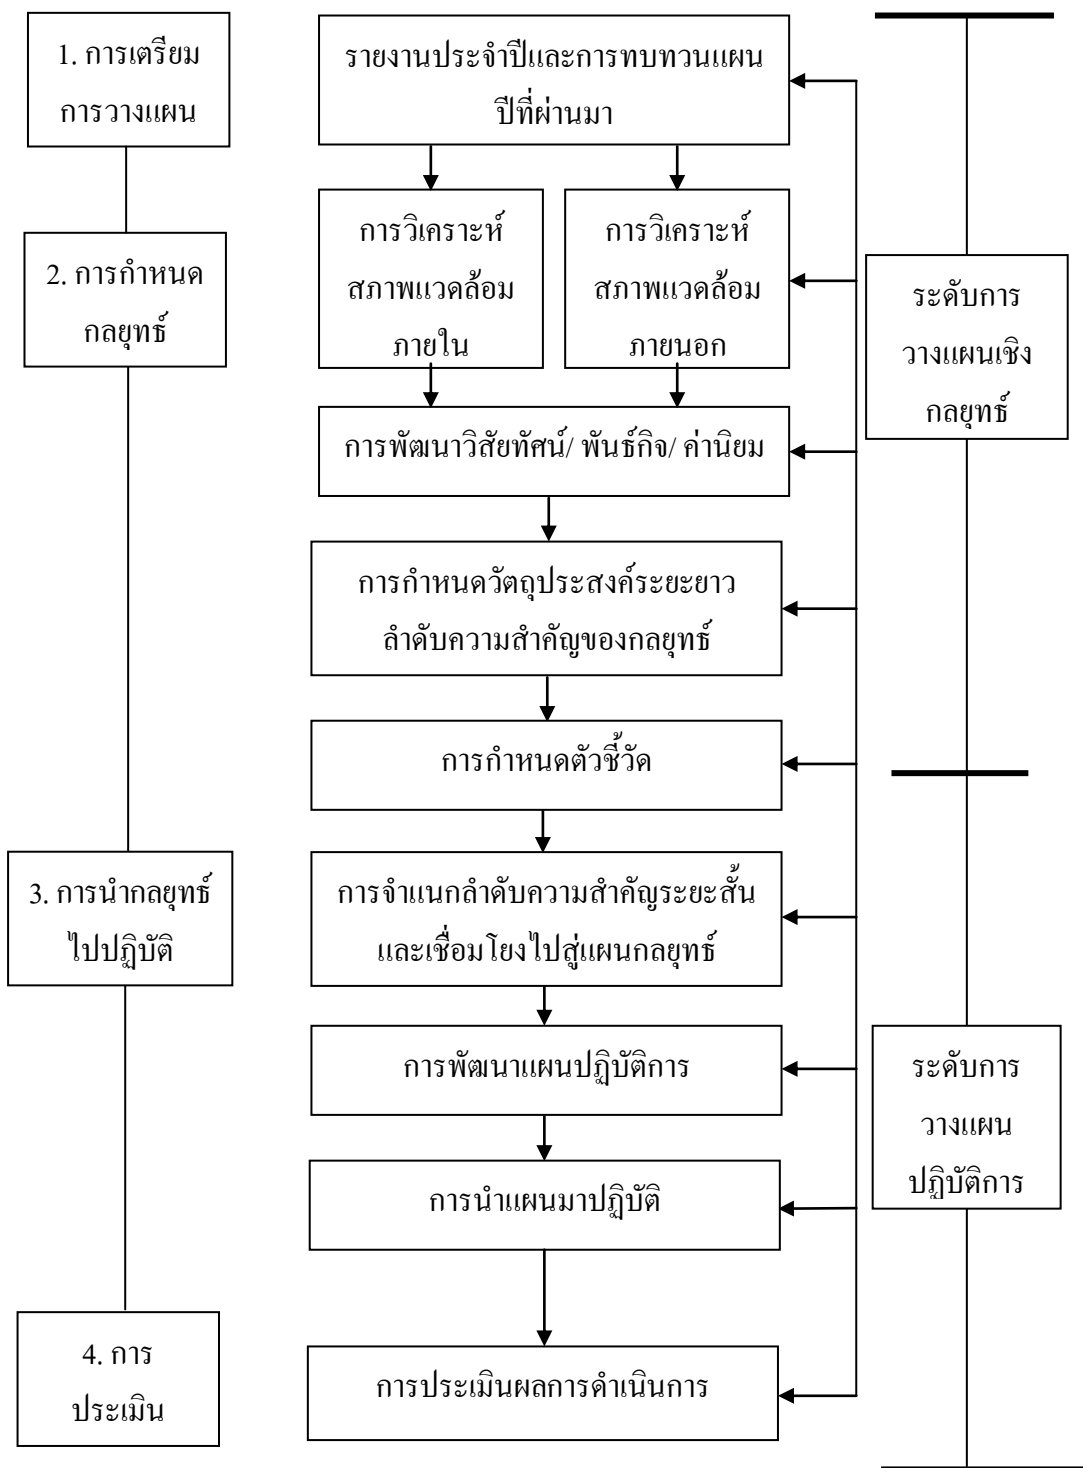 1. การเตรียม
การวางแผน
รายงานประจำปีและการทบทวนแผน
ปีที่ผ่านมา
การวิเคราะห์
สภาพแวดล้อม
ภายใน
การวิเคราะห์
สภาพแวดล้อม
ภายนอก
2. การกำหนด
กลยุทธ์
ระดับการ
วางแผนเชิง
กลยุทธ์
การพัฒนาวิสัยทัศน์/ พันธ์กิจ/ ค่านิยม
การกำหนดวัตถุประสงค์ระยะยาว
ลำดับความสำคัญของกลยุทธ์
การกำหนดตัวชี้วัด
3. การนำกลยุทธ์
ไปปฏิบัติ
การจำแนกลำดับความสำคัญระยะสั้น
และเชื่อมโยงไปสู่แผนกลยุทธ์
การพัฒนาแผนปฏิบัติการ
ระดับการ
วางแผน
ปฏิบัติการ
การนำแผนมาปฏิบัติ
4. การ
ประเมิน
การประเมินผลการดำเนินการ